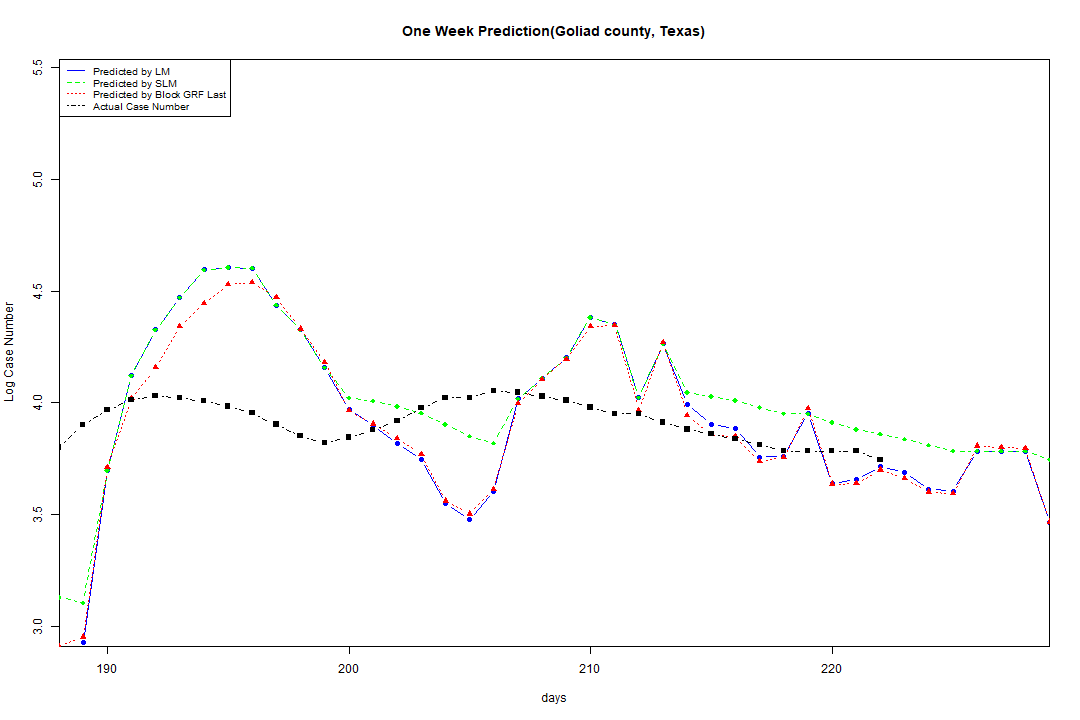 One Week Prediction(Goliad county, Texas)
Predicted by LM
Predicted by SLM
Predicted by Block GRF Last
Actual Case Number
5.5
5.0
4.5
4.0
3.5
3.0
Log Case Number
190 200 210 220
days